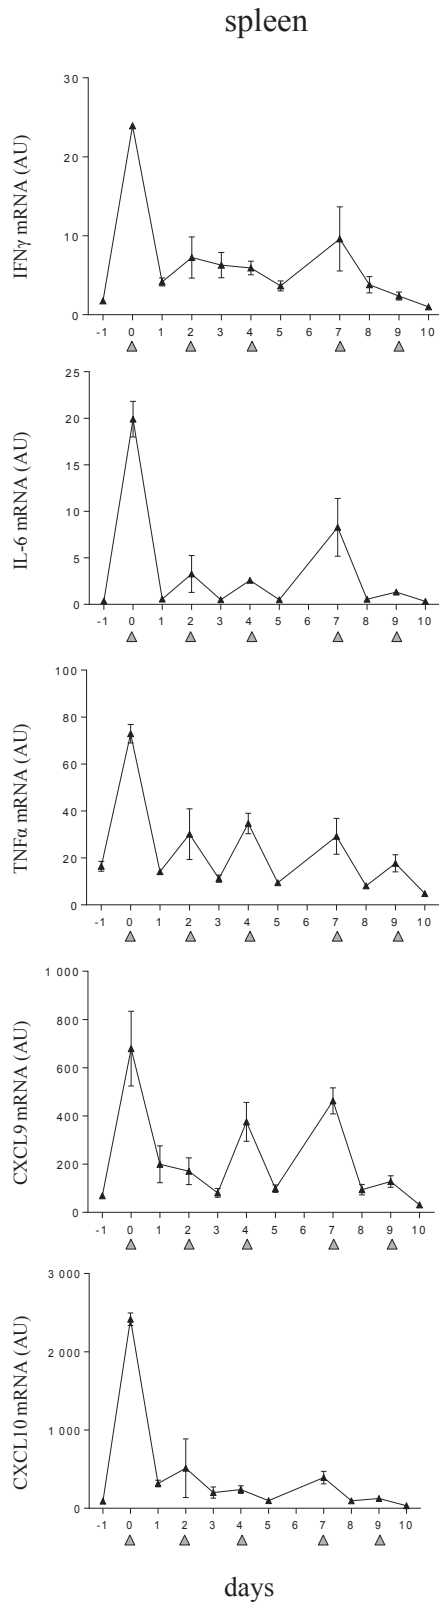 spleen
IFNγ mRNA (AU)
30
20
10
0
-1 0 1 2 3 4 5 6 7 8 9 10
IL-6 mRNA (AU)
25
20
15
10
5
0
-1 0 1 2 3 4 5 6 7 8 9 10
TNFα mRNA (AU)
100
80
60
40
20
0
-1 0 1 2 3 4 5 6 7 8 9 10
CXCL9 mRNA (AU)
1 000
800
600
400
200
0
-1 0 1 2 3 4 5 6 7 8 9 10
CXCL10 mRNA (AU)
3 000
2 000
1 000
0
-1 0 1 2 3 4 5 6 7 8 9 10
days